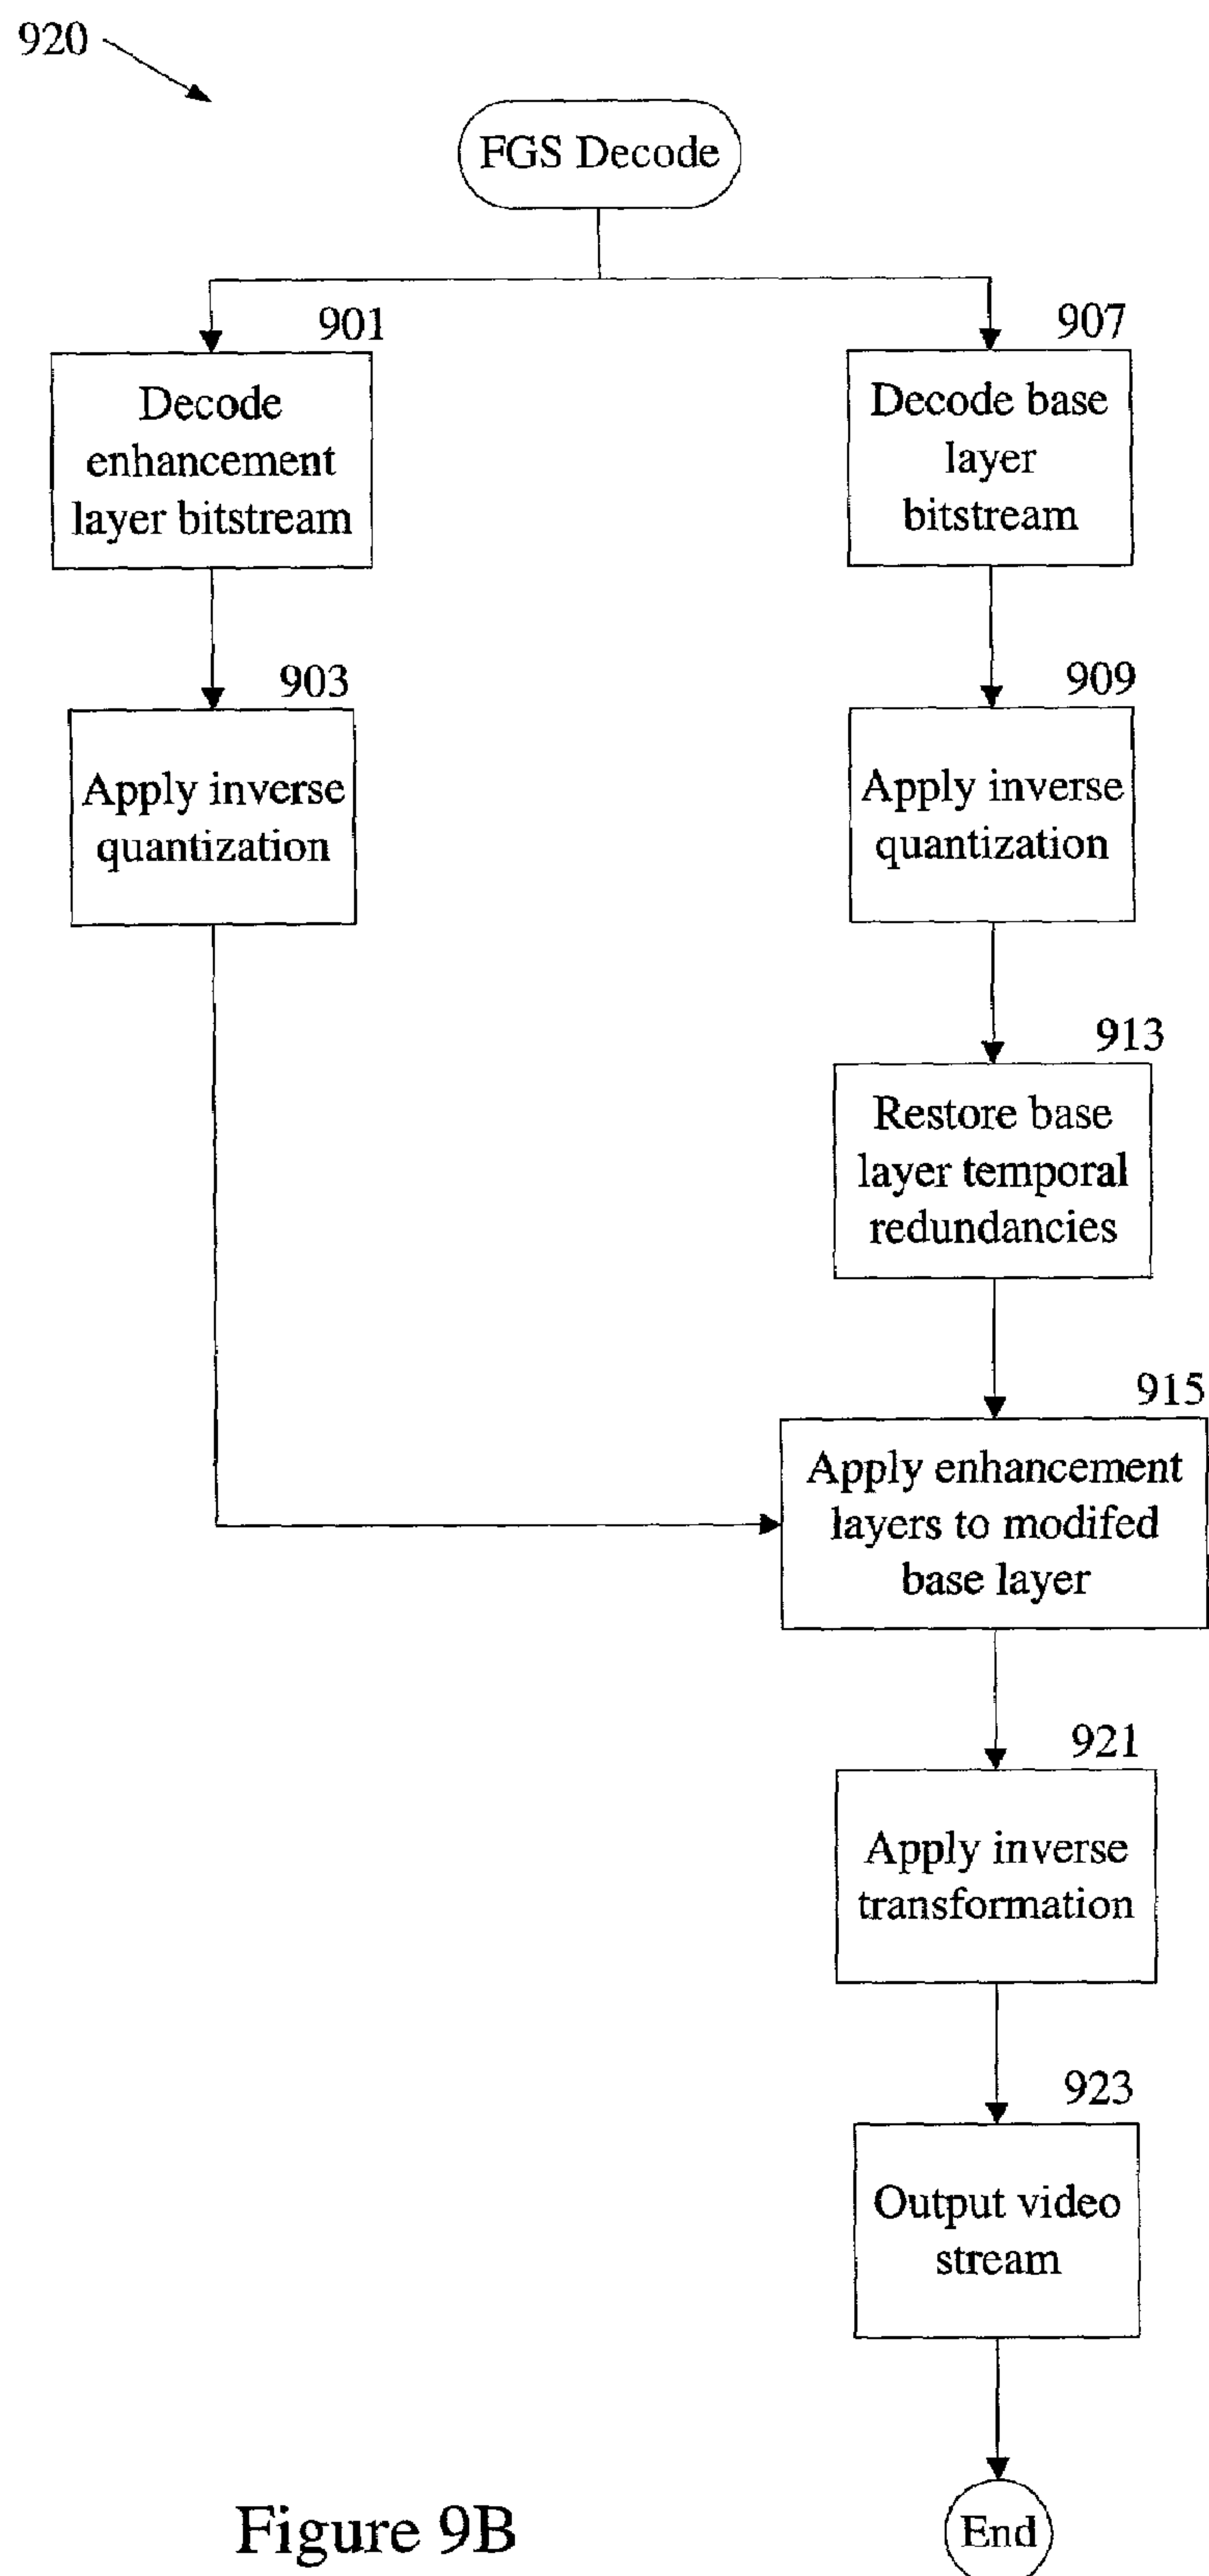 920
FGS Decode
901
Decode
enhancement
layer bitstream
907
Decode base
layer
bitstream
903
Apply inverse
quantization
909
Apply inverse
quantization
913
Restore base
layer temporal
redundancies
915
Apply enhancement
layers to modifed
base layer
921
Apply inverse
transformation
923
Output video
stream
End
Figure 9B